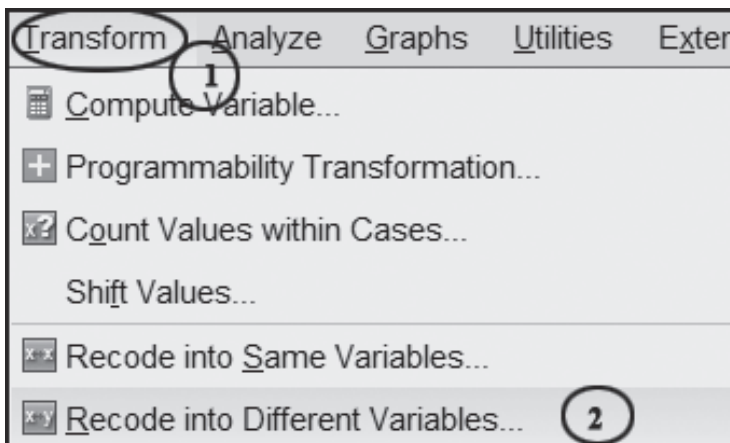 Transform Analyze Graphs Utilities Exter
1
Compute Variable...
Programmability Transformation...
x? Count Values within Cases...
Shift Values...
x x Recode into Same Variables...
x y Recode into Different Variables... 2